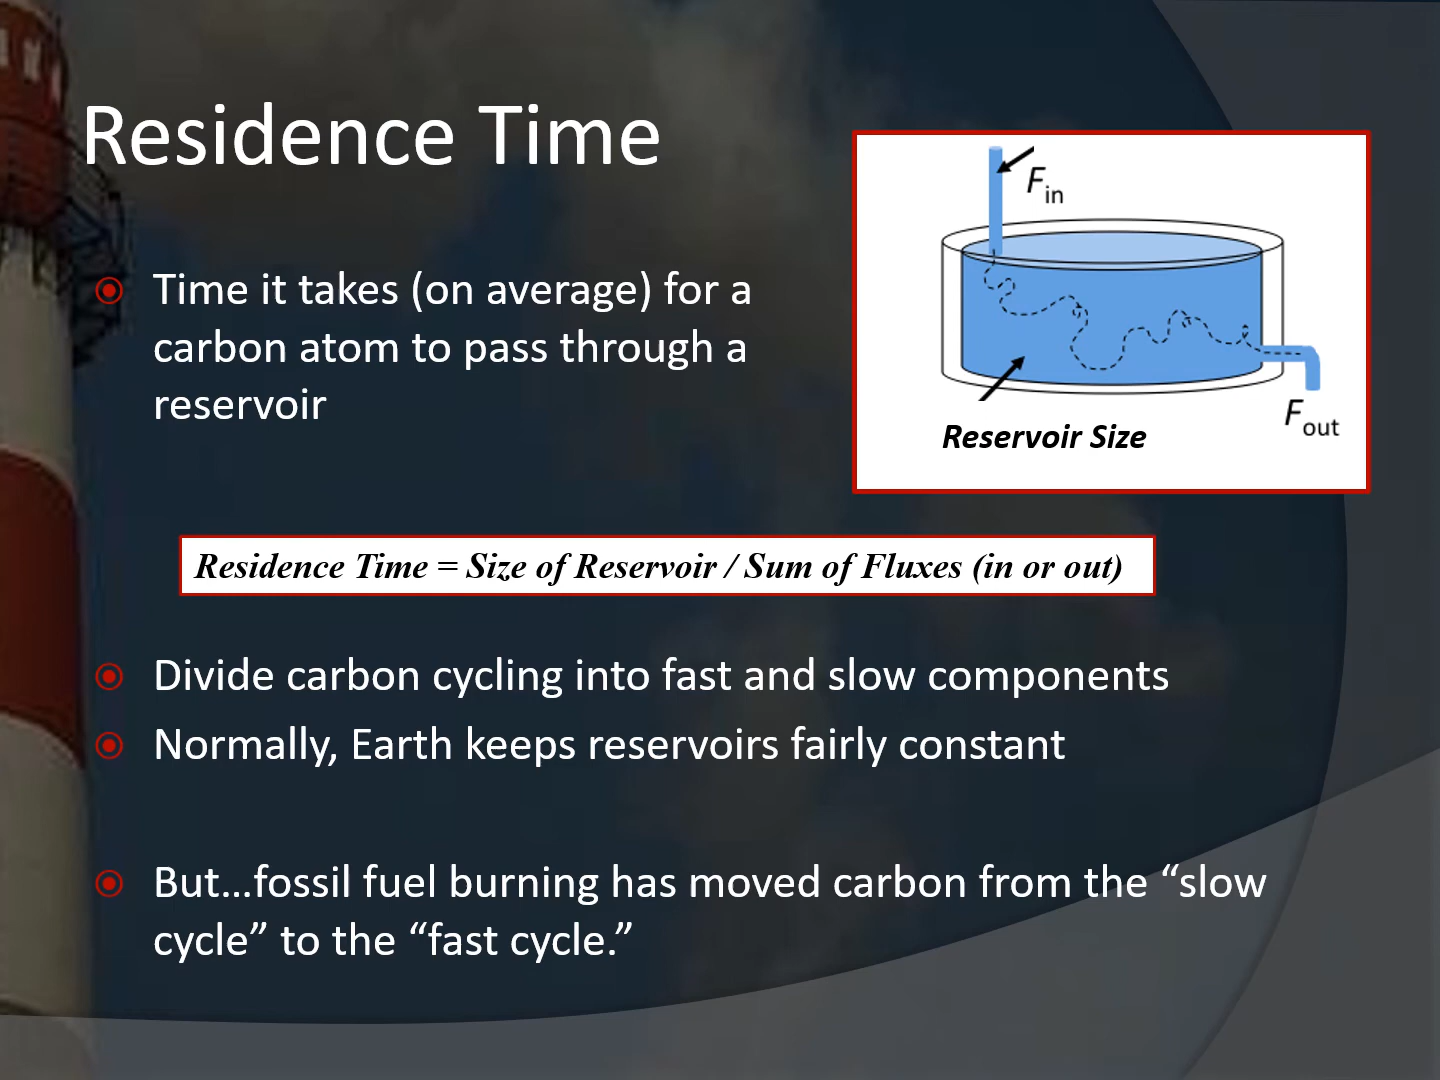 Residence Time
Time it takes (on average) for a
carbon atom to pass through a
reservoir
Fin
Reservoir Size
Fout
Residence Time = Size of Reservoir / Sum of Fluxes (in or out)
Divide carbon cycling into fast and slow components
Normally, Earth keeps reservoirs fairly constant
But…fossil fuel burning has moved carbon from the “slow
cycle” to the “fast cycle.”